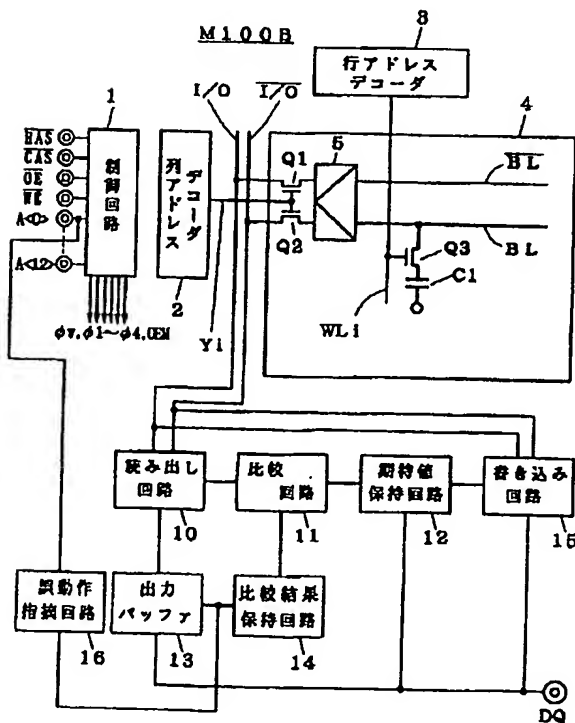 M100B
3
行アドレス
デコーダ
1
I/O
I/O
4
RAS
CAS
OE
WE
A<0>
A<12>
制御回路
列アドレス
デコーダ
Q1
5
BL
Q2
BL
Q3
C1
2
φw,φ1~φ4,OEM
Yi
WLi
読み出し
回路
比較
回路
期待値
保持回路
書き込み
回路
10
11
12
15
誤動作
指摘回路
出力
バッファ
比較結果
保持回路
16
13
14
DQ